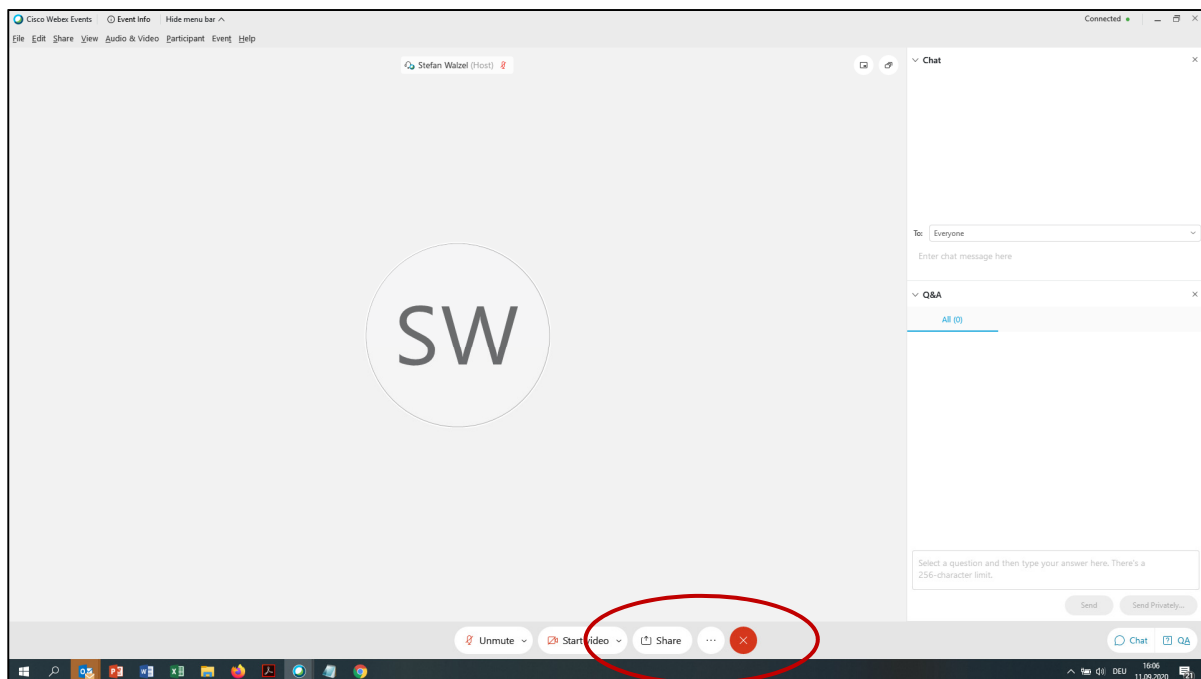 Cisco Webex Events Event Info Hide menu bar Connected
File Edit Share View Audio & Video Participant Event Help
Stefan Walzel (Host)
Chat
To: Everyone
Enter chat message here
Q&A
All (0)
SW
Select a question and then type your answer here. There's a
256-character limit.
Send Send Privately...
Unmute Start video Share ... Chat QA
DEU 16:06
11.09.2020